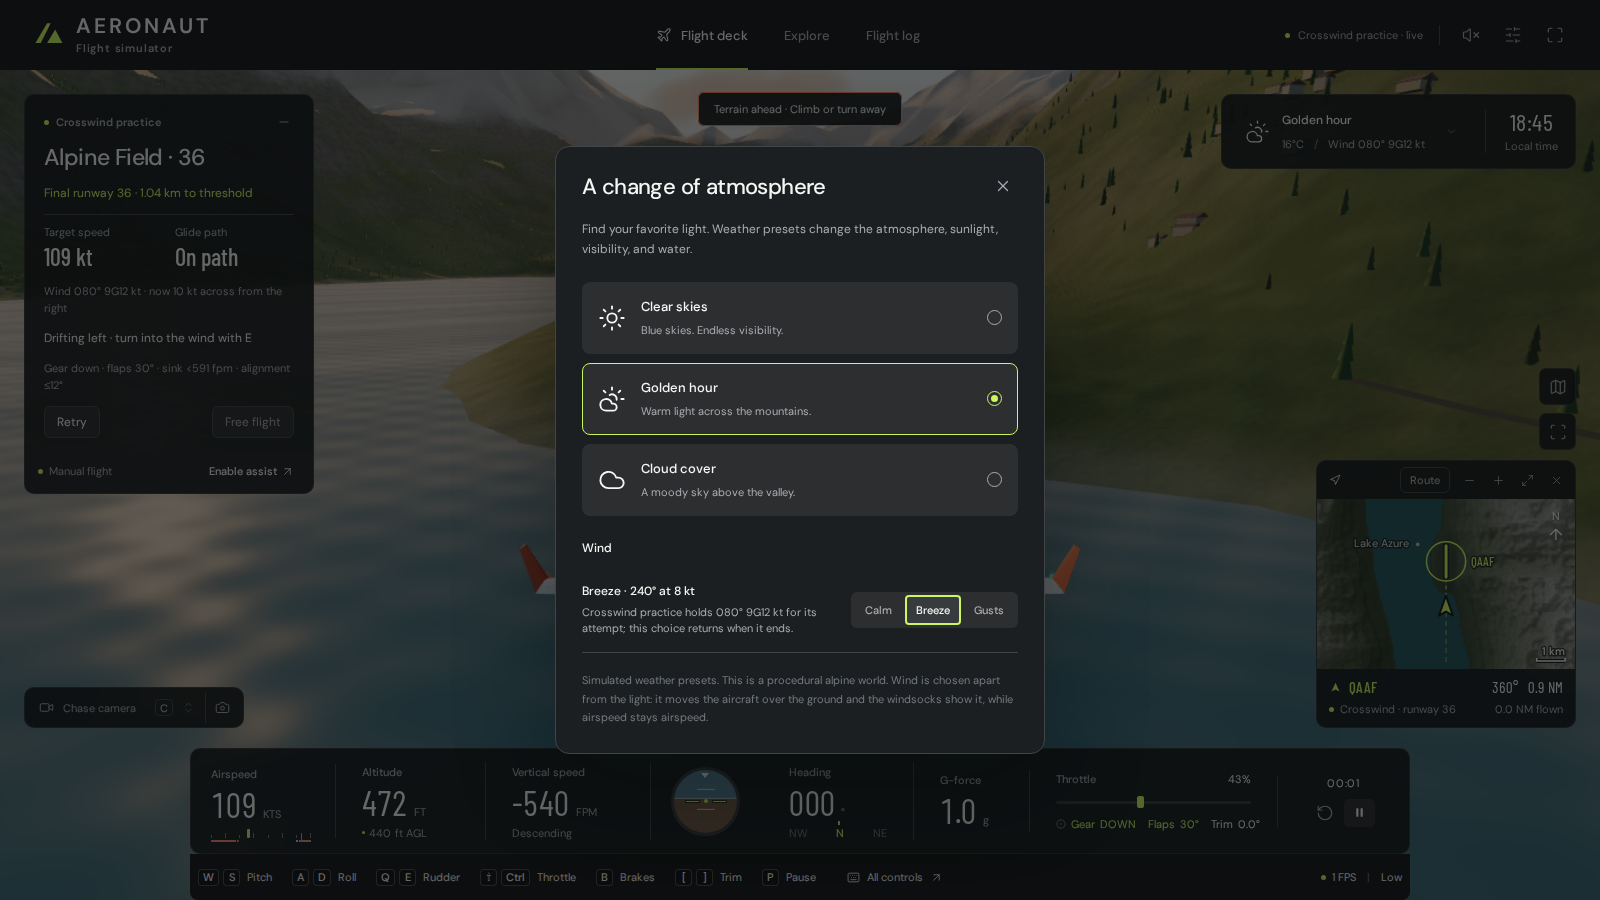 AERONAUT
Flight simulator
Flight deck
Explore
Flight log
Crosswind practice · live
Crosswind practice
Alpine Field · 36
Final runway 36 · 1.04 km to threshold
Target speed
Glide path
109 kt
On path
Wind 080° 9G12 kt · now 10 kt across from the
right
Drifting left · turn into the wind with E
Gear down · flaps 30° · sink <591 fpm · alignment
≤12°
Retry
Free flight
Manual flight
Enable assist
Terrain ahead · Climb or turn away
Golden hour
16°C / Wind 080° 9G12 kt
18:45
Local time
A change of atmosphere
Find your favorite light. Weather presets change the atmosphere, sunlight,
visibility, and water.
Clear skies
Blue skies. Endless visibility.
Golden hour
Warm light across the mountains.
Cloud cover
A moody sky above the valley.
Wind
Breeze · 240° at 8 kt
Crosswind practice holds 080° 9G12 kt for its
attempt; this choice returns when it ends.
Calm
Breeze
Gusts
Simulated weather presets. This is a procedural alpine world. Wind is chosen apart
from the light: it moves the aircraft over the ground and the windsocks show it, while
airspeed stays airspeed.
Route
N
Lake Azure
QAAF
1 km
QAAF
360° 0.9 NM
Crosswind · runway 36
0.0 NM flown
Chase camera
C
Airspeed
109 KTS
Altitude
472 FT
440 ft AGL
Vertical speed
-540 FPM
Descending
Heading
000°
NW N NE
G-force
1.0 g
Throttle
43%
Gear DOWN Flaps 30° Trim 0.0°
00:01
W S Pitch
A D Roll
Q E Rudder
⇧ Ctrl Throttle
B Brakes
[ ] Trim
P Pause
All controls
1 FPS | Low